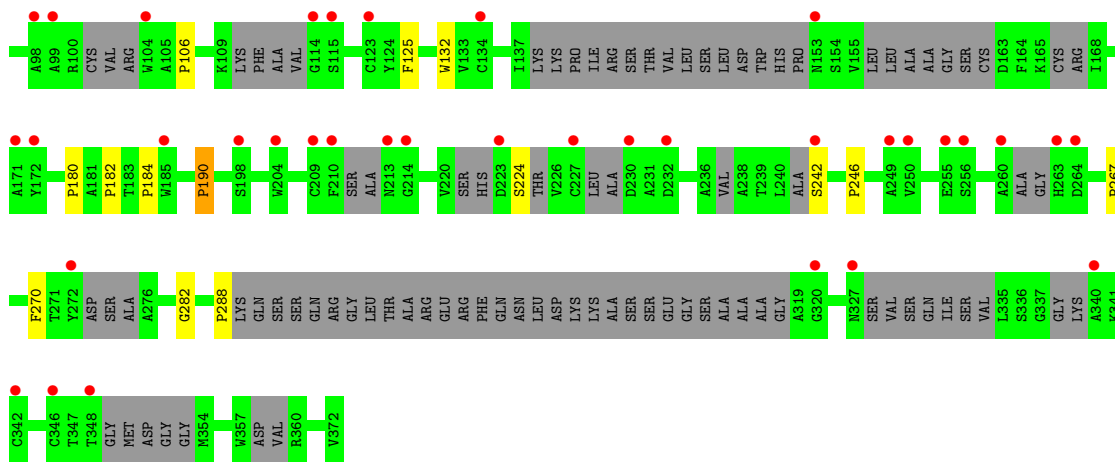 A98 A99 R100 CYS VAL ARG W104 A105 P106 K109 LYS PHE ALA VAL G114 S115 C123 Y124 F125 W132 V133 C134 I137 LYS LYS PRO ILE ARG SER THR VAL LEU SER LEU ASP TRP HIS PRO N153 S154 V155 LEU LEU ALA ALA GLY SER CYS D163 F164 K165 CYS ARG I168
A171 Y172 P180 A181 P182 T183 P184 W185 P190 S198 W204 C209 F210 SER ALA N213 G214 V220 SER HIS D223 S224 THR V226 C227 LEU ALA D230 A231 D232 A236 VAL A238 T239 L240 ALA S242 P246 A249 V250 E255 S256 A260 ALA GLY H263 D264
F270 T271 Y272 ASP SER ALA A276 G282 P288 LYS GLN SER SER GLN ARG GLY LEU THR ALA ARG GLU ARG PHE GLN ASN LEU ASP LYS LYS ALA SER SER GLU GLY SER ALA ALA ALA GLY A319 G320 N327 SER VAL SER GLN ILE SER VAL L335 S336 G337 GLY LYS A340 K341
C342 C346 T347 T348 GLY MET ASP GLY GLY M354 W357 ASP VAL R360 V372